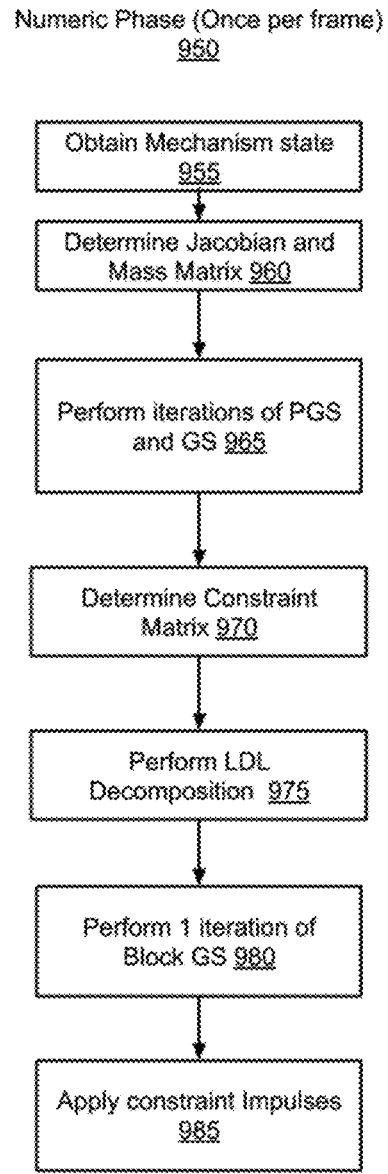 Numeric Phase (Once per frame)
950
Obtain Mechanism state
955
Determine Jacobian and
Mass Matrix 960
Perform iterations of PGS
and GS 965
Determine Constraint
Matrix 970
Perform LDL
Decomposition 975
Perform 1 iteration of
Block GS 980
Apply constraint Impulses
985